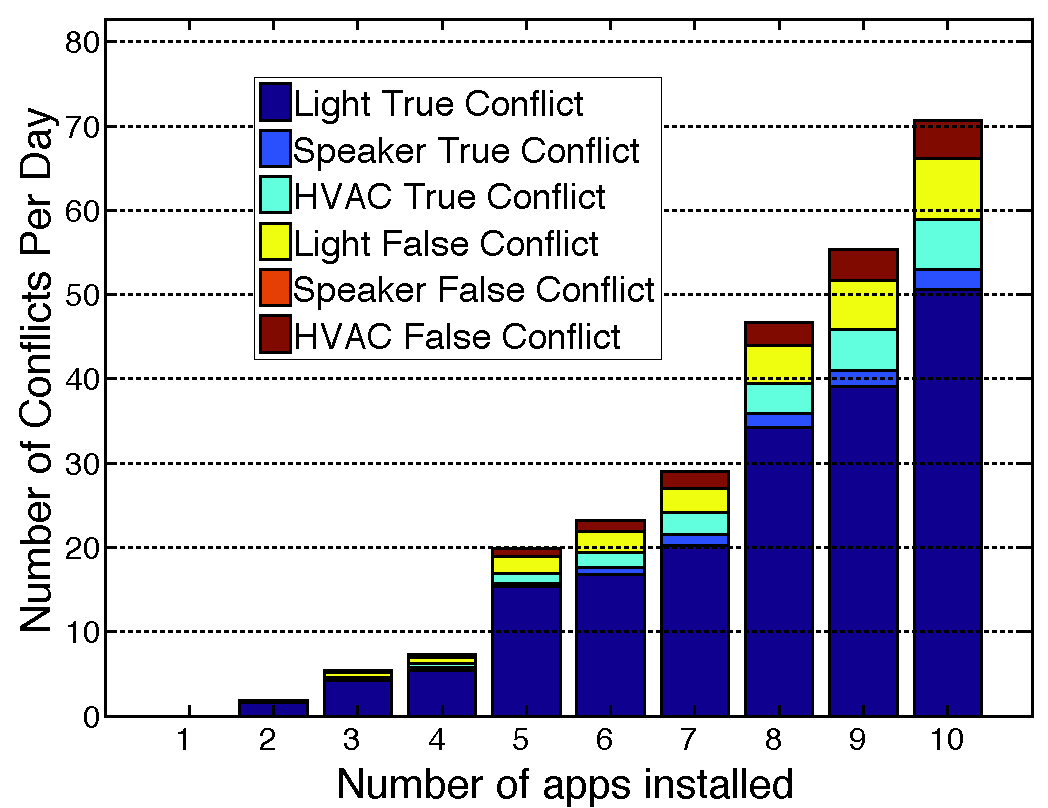 80
70
60
50
40
30
20
10
0
Number of Conflicts Per Day
Light True Conflict
Speaker True Conflict
HVAC True Conflict
Light False Conflict
Speaker False Conflict
HVAC False Conflict
1 2 3 4 5 6 7 8 9 10
Number of apps installed